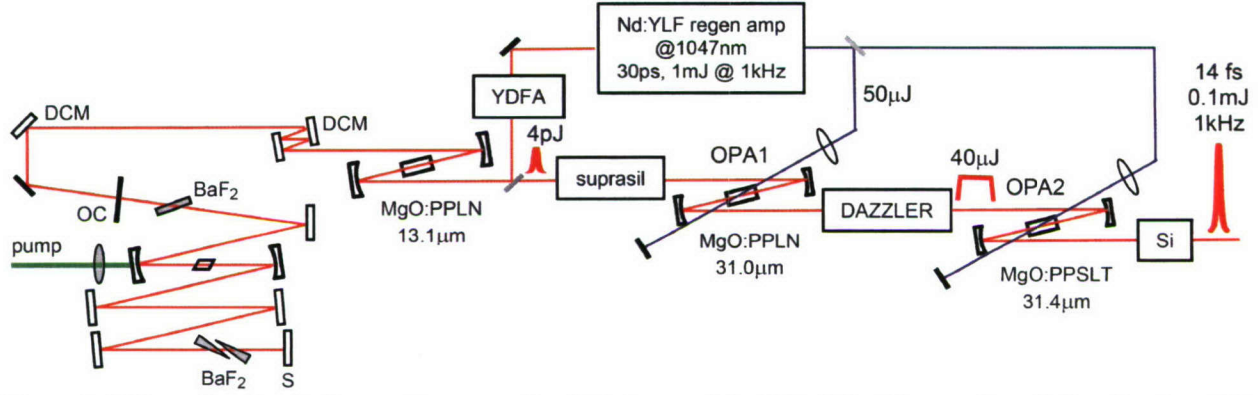 Nd:YLF regen amp
@1047nm
30ps, 1mJ @ 1kHz
14 fs
0.1mJ
1kHz
YDFA
50μJ
DCM
DCM
4pJ
OPA1
suprasil
40μJ
OPA2
BaF2
OC
MgO:PPLN
13.1μm
DAZZLER
pump
MgO:PPLN
31.0μm
Si
MgO:PPSLT
31.4μm
BaF2
S